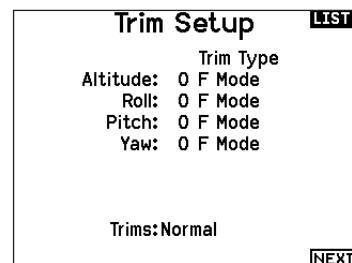 Trim Setup
LIST
Trim Type
Altitude: 0 F Mode
Roll: 0 F Mode
Pitch: 0 F Mode
Yaw: 0 F Mode
Trims:Normal
NEXT